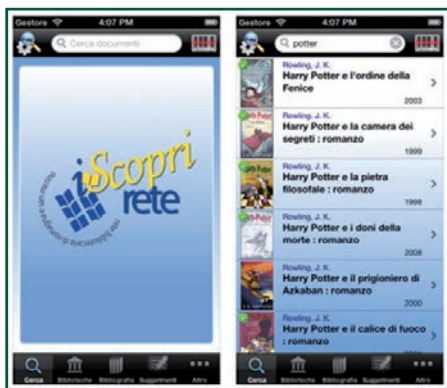 Gestore 4:07 PM
Cerca documenti
iScopri
rete
Cerca Biblioteche Bibliografia Suggerimenti Altro
Gestore 4:07 PM
potter
Rowling, J. K.
Harry Potter e l'ordine della
Fenice
2003
Rowling, J. K.
Harry Potter e la camera dei
segreti : romanzo
1999
Rowling, J. K.
Harry Potter e la pietra
filosofale : romanzo
1998
Rowling, J. K.
Harry Potter e i doni della
morte : romanzo
2008
Rowling, J. K.
Harry Potter e il prigioniero di
Azkaban : romanzo
2000
Rowling, J. K.
Harry Potter e il calice di fuoco
: romanzo
Cerca Biblioteche Bibliografia Suggerimenti Altro